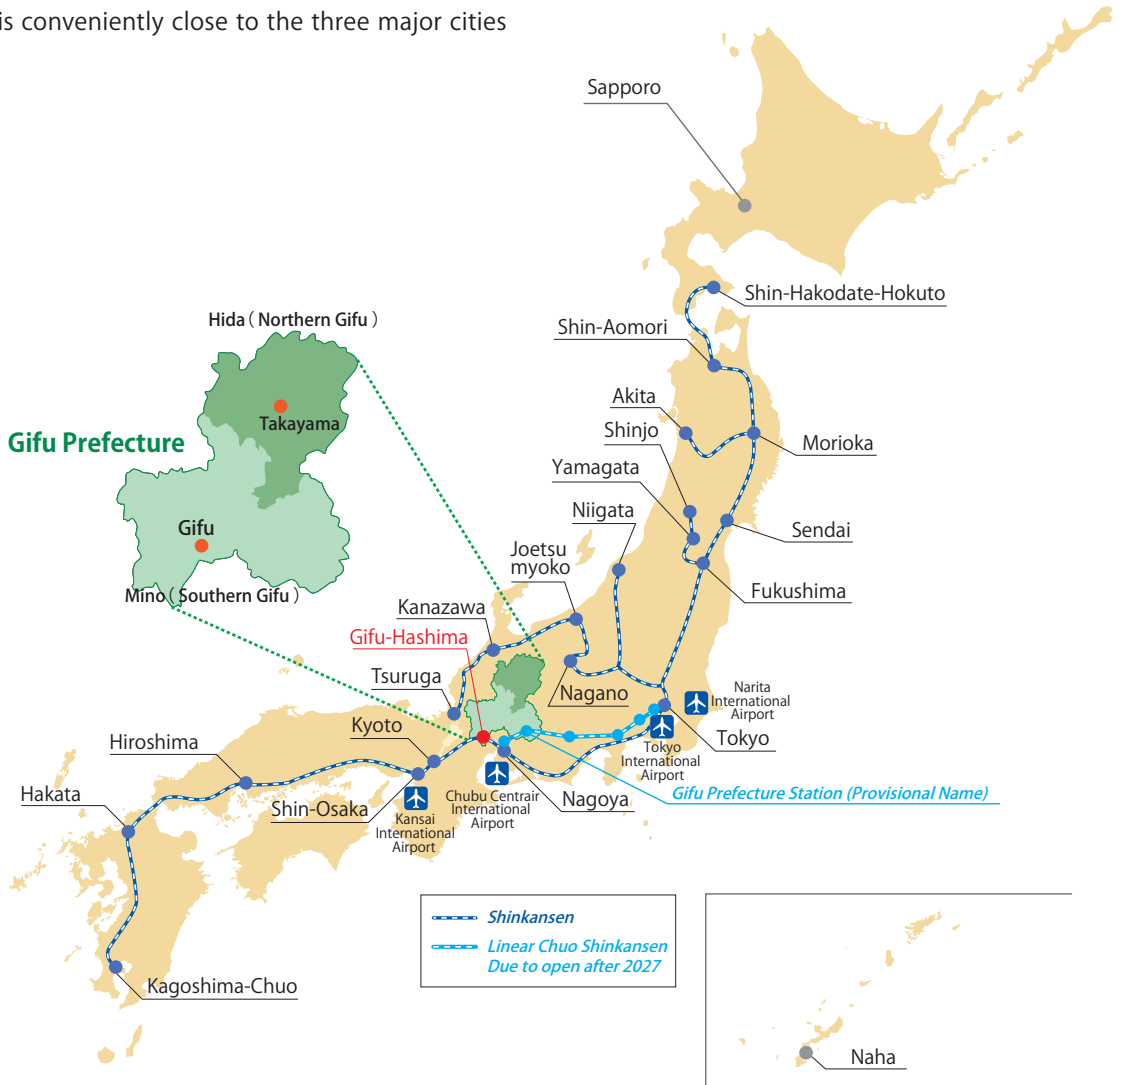 is conveniently close to the three major cities
Sapporo
Shin-Hakodate-Hokuto
Hida ( Northern Gifu )
Shin-Aomori
Akita
Takayama
Shinjo
Gifu Prefecture
Morioka
Yamagata
Niigata
Gifu
Sendai
Joetsu
myoko
Mino ( Southern Gifu )
Fukushima
Kanazawa
Gifu-Hashima
Tsuruga
Nagano
Narita
International
Airport
Kyoto
Tokyo
Hiroshima
Tokyo
International
Airport
Hakata
Shin-Osaka
Chubu Centrair
International
Airport
Nagoya
Gifu Prefecture Station (Provisional Name)
Kansai
International
Airport
Shinkansen
Linear Chuo Shinkansen
Due to open after 2027
Kagoshima-Chuo
Naha